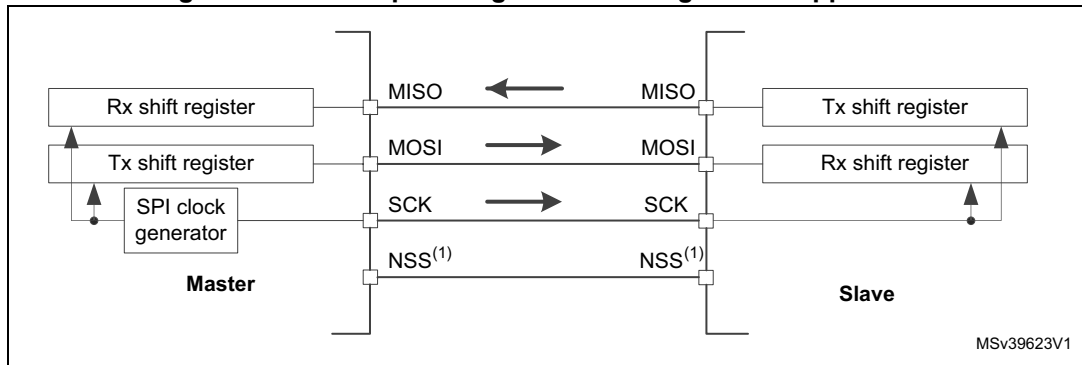 MISO MISO
Rx shift register Tx shift register
MOSI MOSI
Tx shift register Rx shift register
SPI clock
generator
SCK SCK
NSS(1) NSS(1)
Master Slave
MSv39623V1